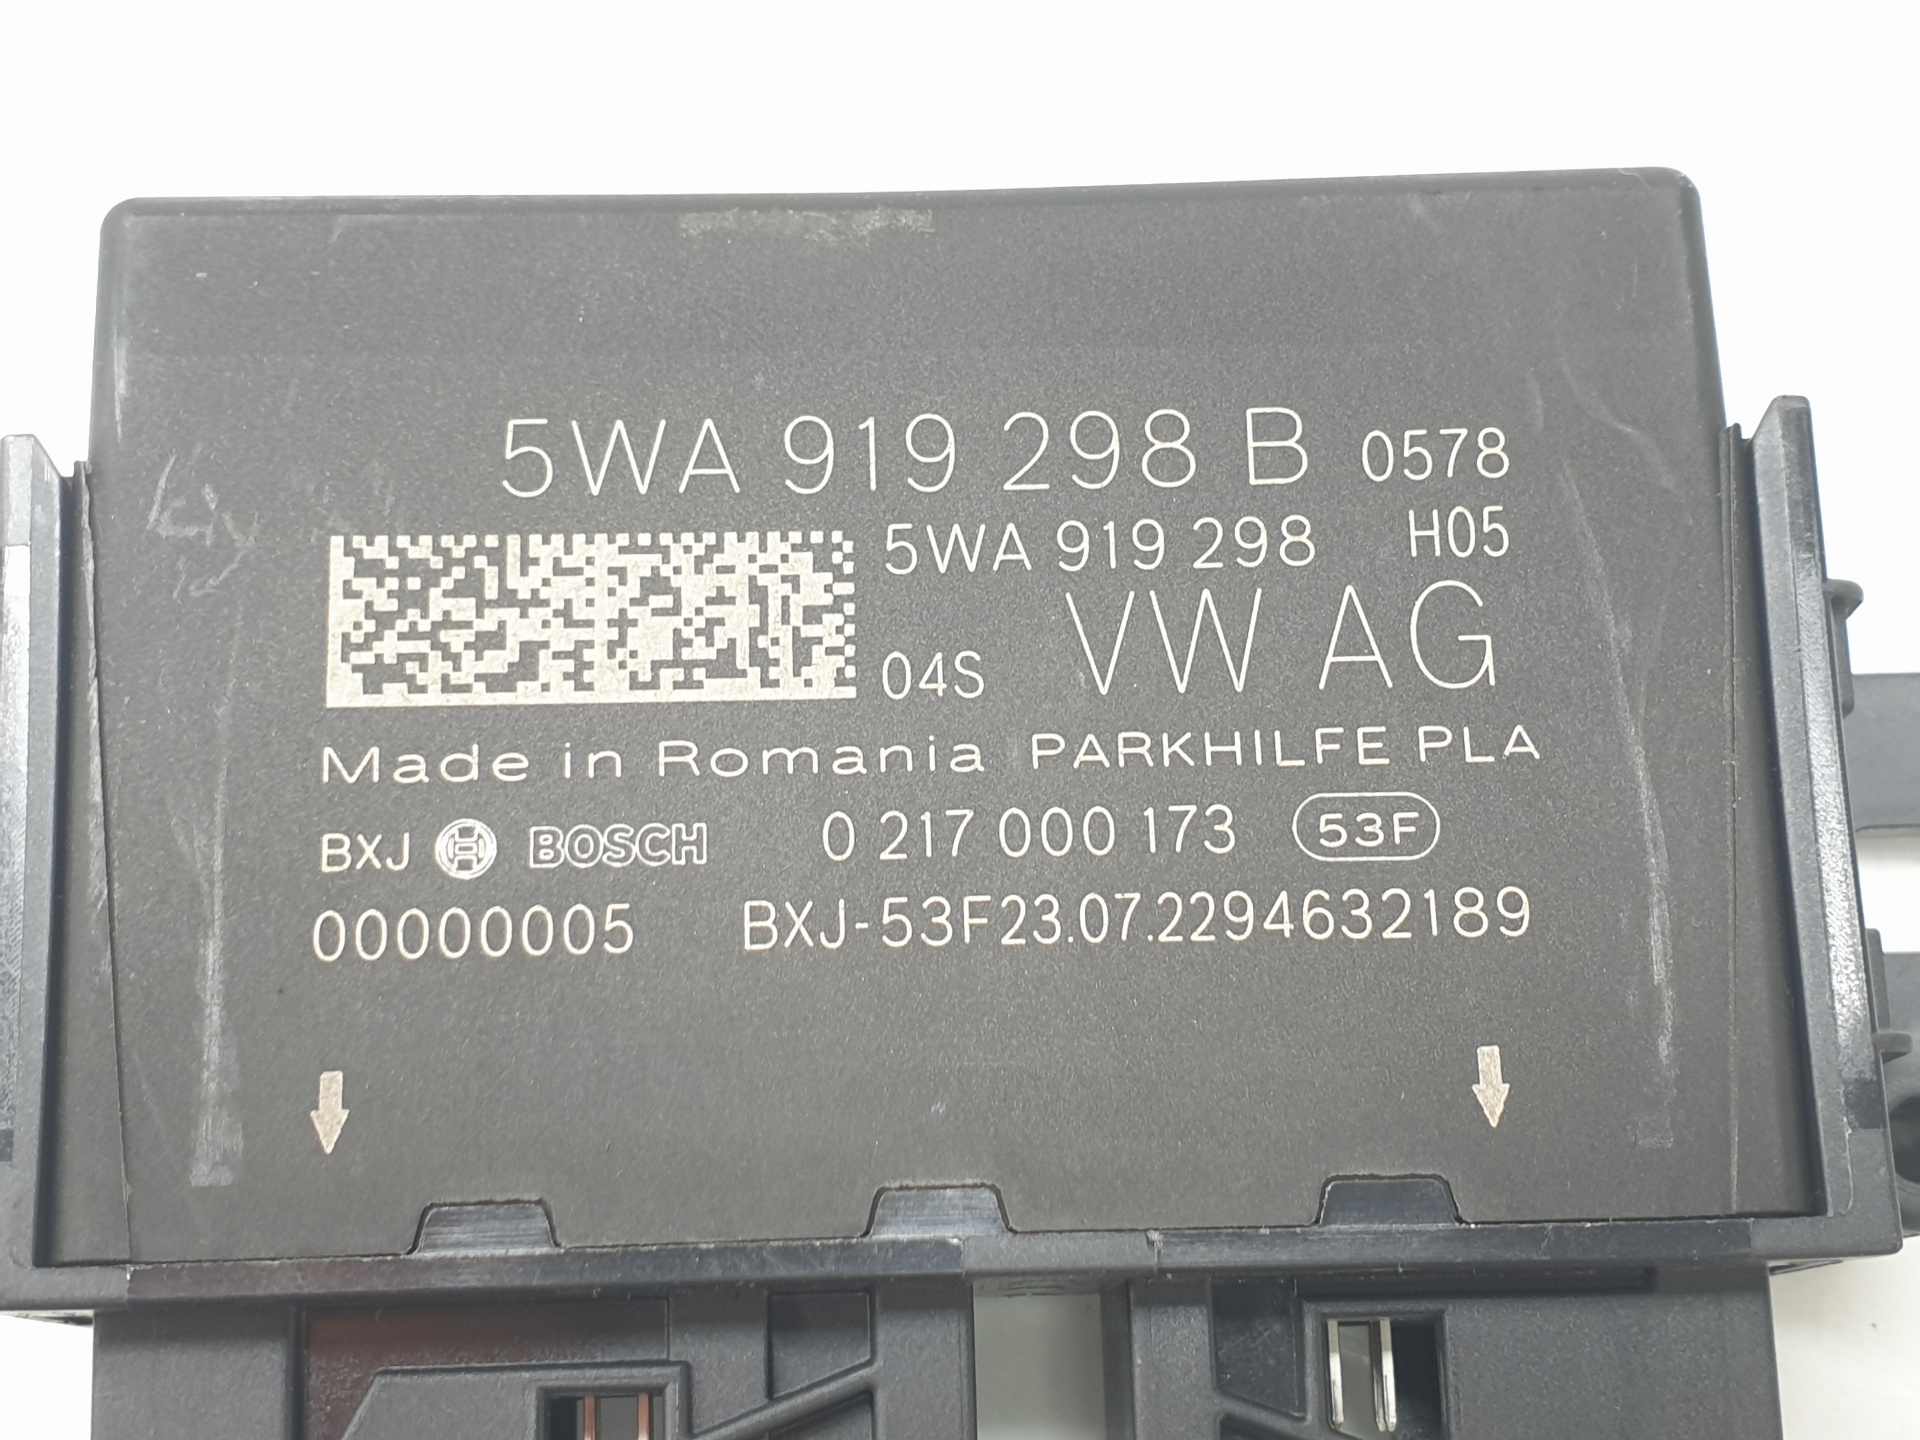 5WA 919 298 B 0578
5WA 919 298 H05
04S VW AG
Made in Romania PARKHILFE PLA
BXJ BOSCH 0 217 000 173 53F
00000005 BXJ-53F23.07.2294632189